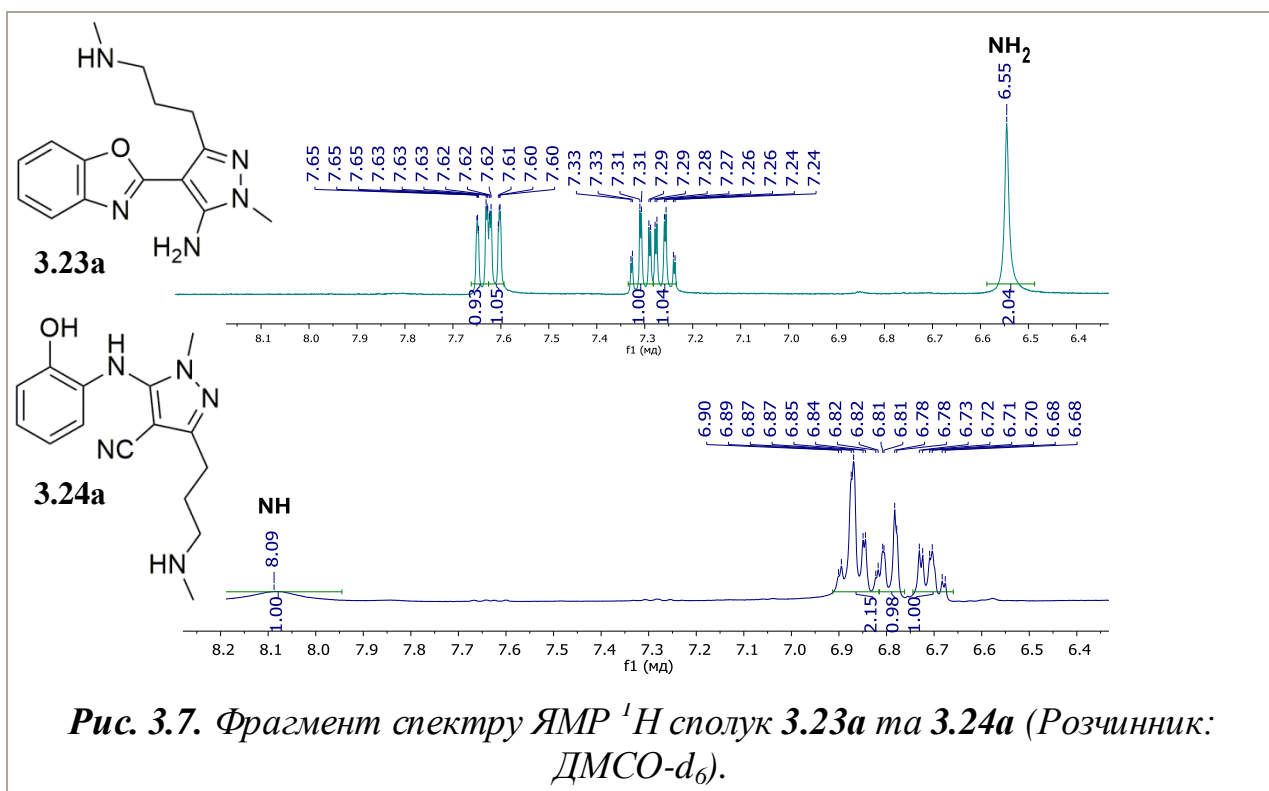 HN
O
N
N
N
H₂N
3.23a
NH₂
6.55
7.65 7.65 7.65 7.63 7.63 7.63 7.62 7.62 7.62 7.61 7.60 7.60 7.33 7.33 7.31 7.31 7.29 7.29 7.28 7.27 7.26 7.26 7.24 7.24
0.93 1.05 1.00 1.04 2.04
8.1 8.0 7.9 7.8 7.7 7.6 7.5 7.4 7.3 7.2 7.1 7.0 6.9 6.8 6.7 6.6 6.5 6.4
f1 (мд)
OH
H
N
N
N
NC
3.24a
HN
NH
8.09
6.90 6.89 6.87 6.87 6.85 6.84 6.82 6.82 6.81 6.81 6.78 6.78 6.73 6.72 6.71 6.70 6.68 6.68
1.00 2.15 0.98 1.00
8.2 8.1 8.0 7.9 7.8 7.7 7.6 7.5 7.4 7.3 7.2 7.1 7.0 6.9 6.8 6.7 6.6 6.5 6.4
f1 (мд)
Рис. 3.7. Фрагмент спектру ЯМР ¹H сполук 3.23a та 3.24a (Розчинник:
ДМСО-d₆).